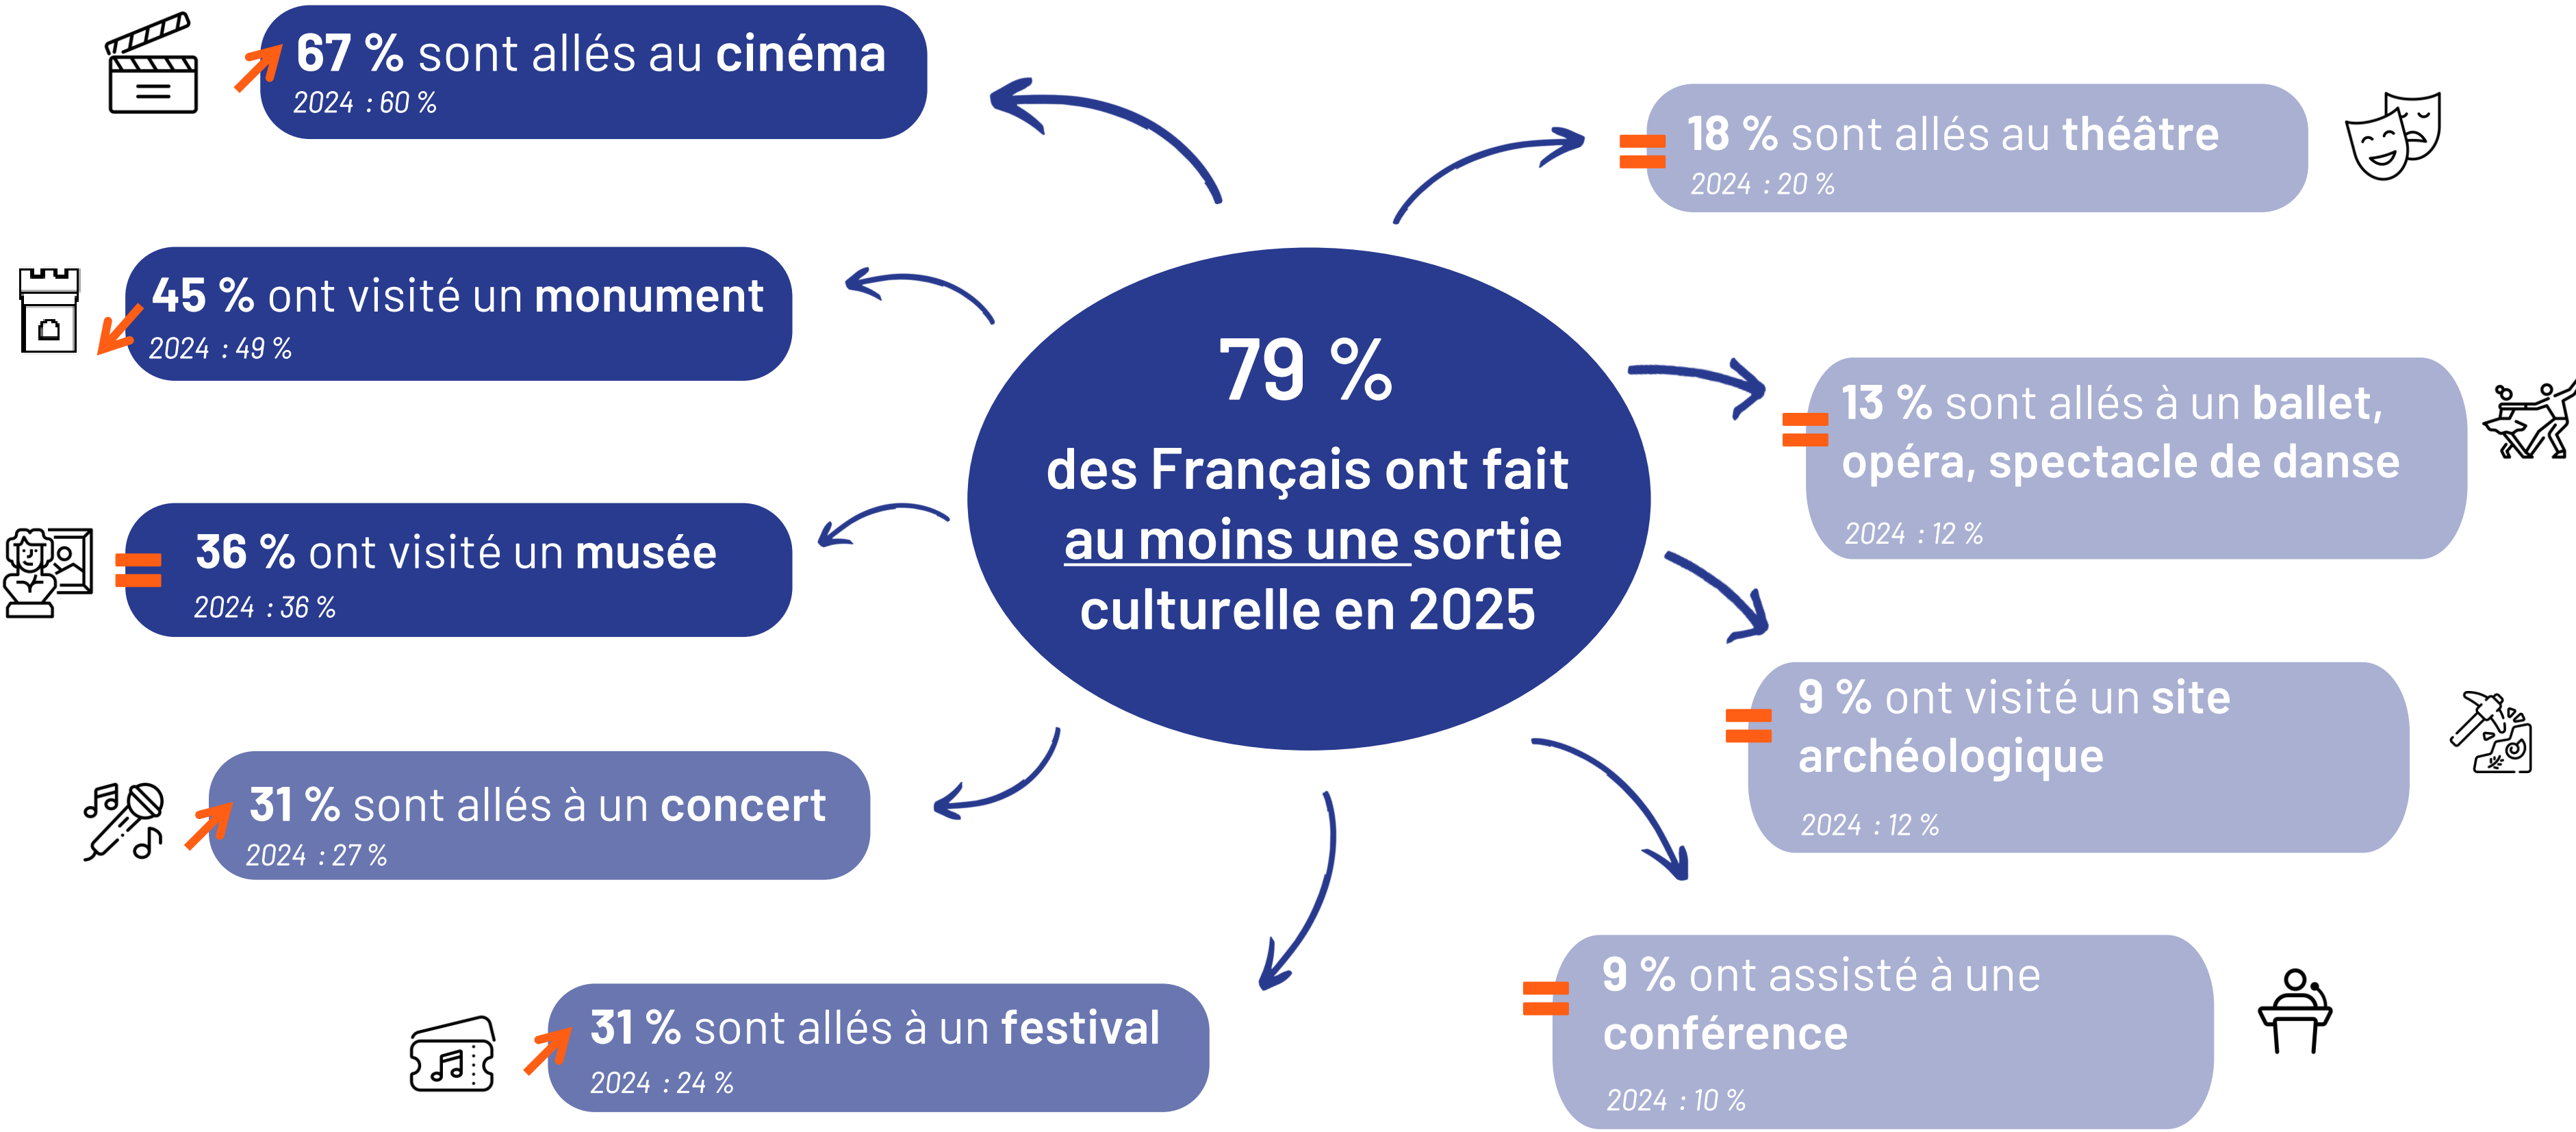 67 % sont allés au cinéma
2024 : 60 %
45 % ont visité un monument
2024 : 49 %
36 % ont visité un musée
2024 : 36 %
31 % sont allés à un concert
2024 : 27 %
31 % sont allés à un festival
2024 : 24 %
79 %
des Français ont fait
au moins une sortie
culturelle en 2025
18 % sont allés au théâtre
2024 : 20 %
13 % sont allés à un ballet,
opéra, spectacle de danse
2024 : 12 %
9 % ont visité un site
archéologique
2024 : 12 %
9 % ont assisté à une
conférence
2024 : 10 %